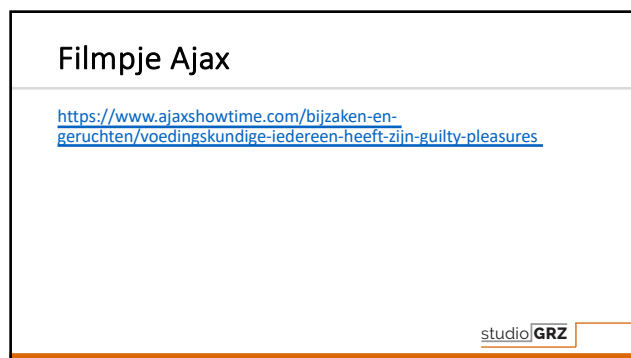 Filmpje Ajax
https://www.ajaxshowtime.com/bijzaken-en-
geruchten/voedingskundige-iedereen-heeft-zijn-guilty-pleasures
studio GRZ